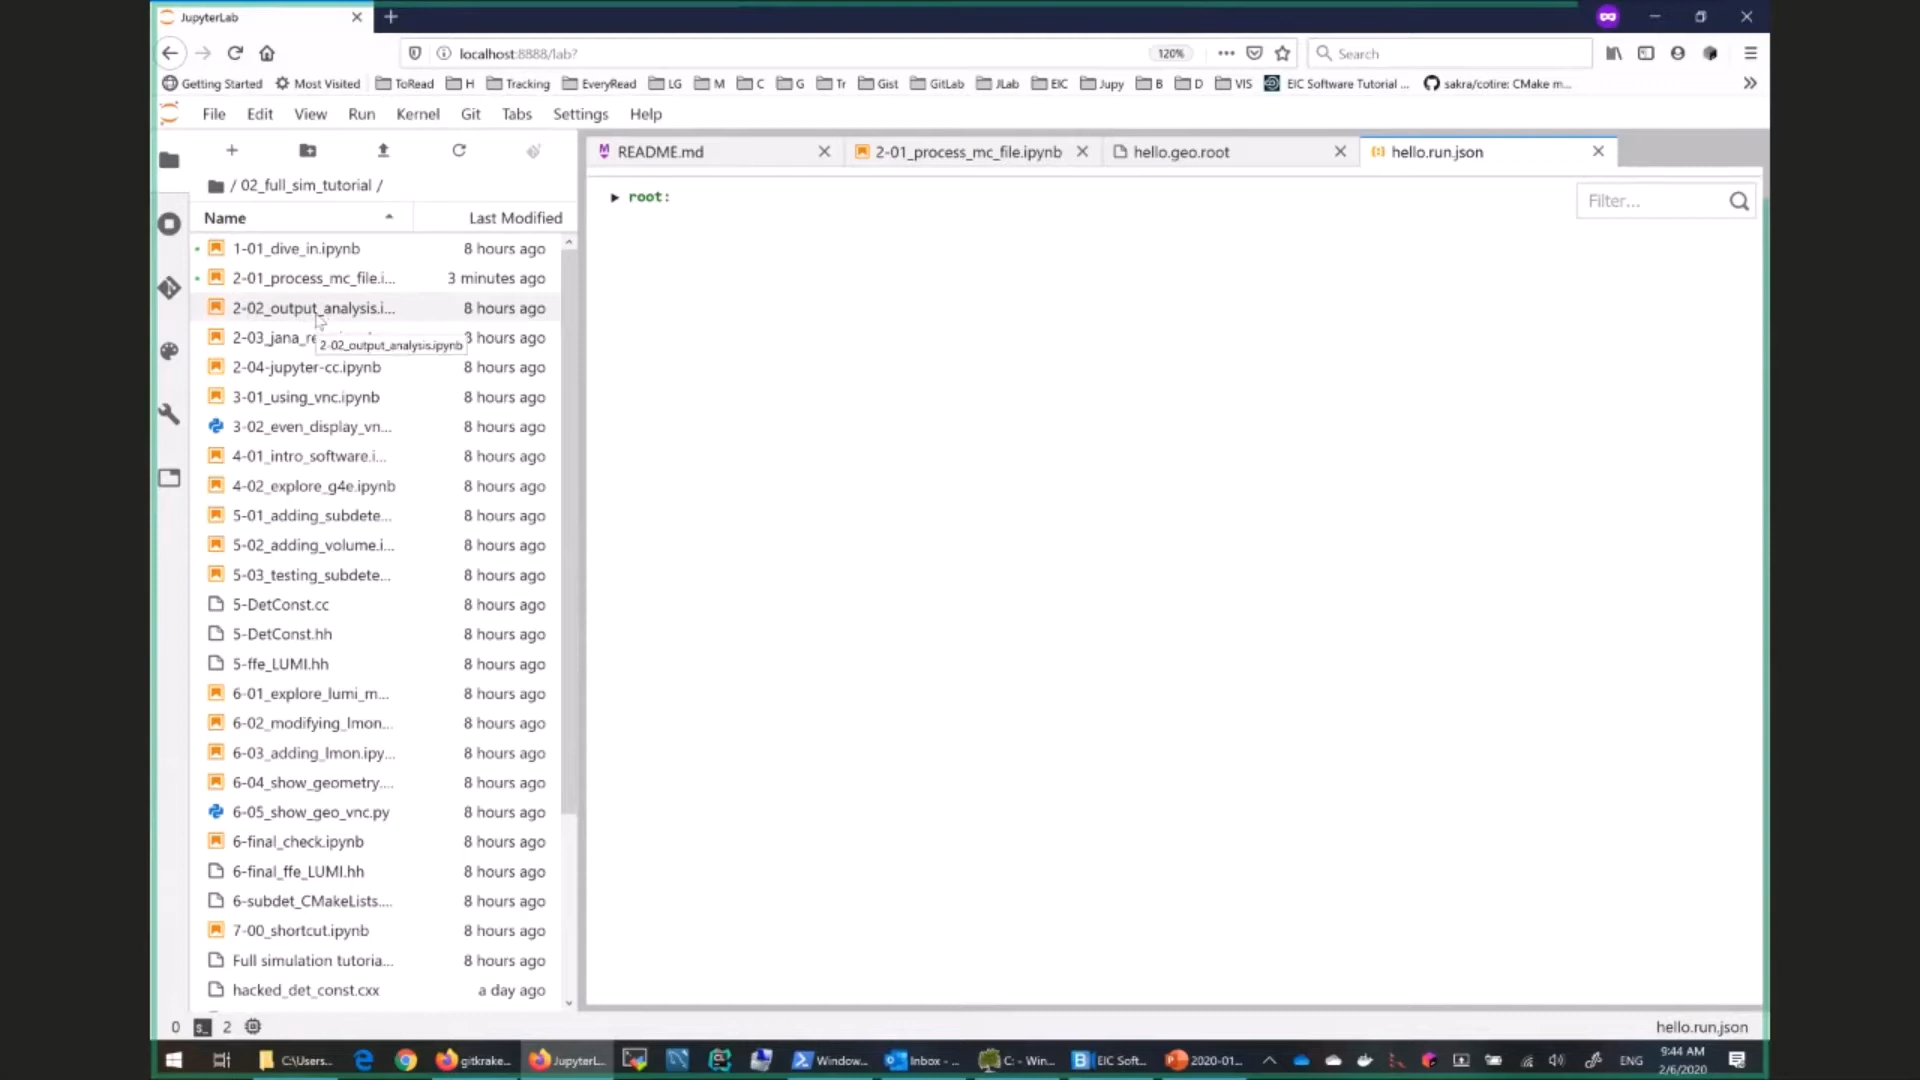 JupyterLab
localhost:8888/lab?
120%
Search
Getting Started
Most Visited
ToRead
H
Tracking
EveryRead
LG
M
C
G
Tr
Gist
GitLab
JLab
EIC
Jupy
B
D
VIS
EIC Software Tutorial ...
sakra/cotire: CMake m...
File
Edit
View
Run
Kernel
Git
Tabs
Settings
Help
README.md
2-01_process_mc_file.ipynb
hello.geo.root
hello.run.json
/ 02_full_sim_tutorial /
root:
Filter...
Name
Last Modified
1-01_dive_in.ipynb 8 hours ago
2-01_process_mc_file.i... 3 minutes ago
2-02_output_analysis.i... 8 hours ago
2-03_jana_re 8 hours ago
2-02_output_analysis.ipynb
2-04-jupyter-cc.ipynb 8 hours ago
3-01_using_vnc.ipynb 8 hours ago
3-02_even_display_vn... 8 hours ago
4-01_intro_software.i... 8 hours ago
4-02_explore_g4e.ipynb 8 hours ago
5-01_adding_subdete... 8 hours ago
5-02_adding_volume.i... 8 hours ago
5-03_testing_subdete... 8 hours ago
5-DetConst.cc 8 hours ago
5-DetConst.hh 8 hours ago
5-ffe_LUMI.hh 8 hours ago
6-01_explore_lumi_m... 8 hours ago
6-02_modifying_lmon... 8 hours ago
6-03_adding_lmon.ipy... 8 hours ago
6-04_show_geometry.... 8 hours ago
6-05_show_geo_vnc.py 8 hours ago
6-final_check.ipynb 8 hours ago
6-final_ffe_LUMI.hh 8 hours ago
6-subdet_CMakeLists.... 8 hours ago
7-00_shortcut.ipynb 8 hours ago
Full simulation tutoria... 8 hours ago
hacked_det_const.cxx a day ago
0
2
hello.run.json
C:\Users...
gitkrake...
JupyterL...
Window...
Inbox - ...
C: - Win...
EIC Soft...
2020-01...
ENG
9:44 AM
2/6/2020